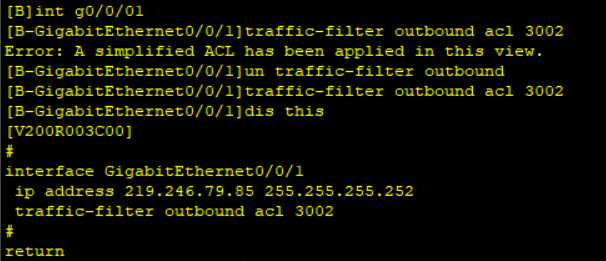 [B]int g0/0/01
[B-GigabitEthernet0/0/1]traffic-filter outbound acl 3002
Error: A simplified ACL has been applied in this view.
[B-GigabitEthernet0/0/1]un traffic-filter outbound
[B-GigabitEthernet0/0/1]traffic-filter outbound acl 3002
[B-GigabitEthernet0/0/1]dis this
[V200R003C00]
#
interface GigabitEthernet0/0/1
 ip address 219.246.79.85 255.255.255.252
 traffic-filter outbound acl 3002
#
return